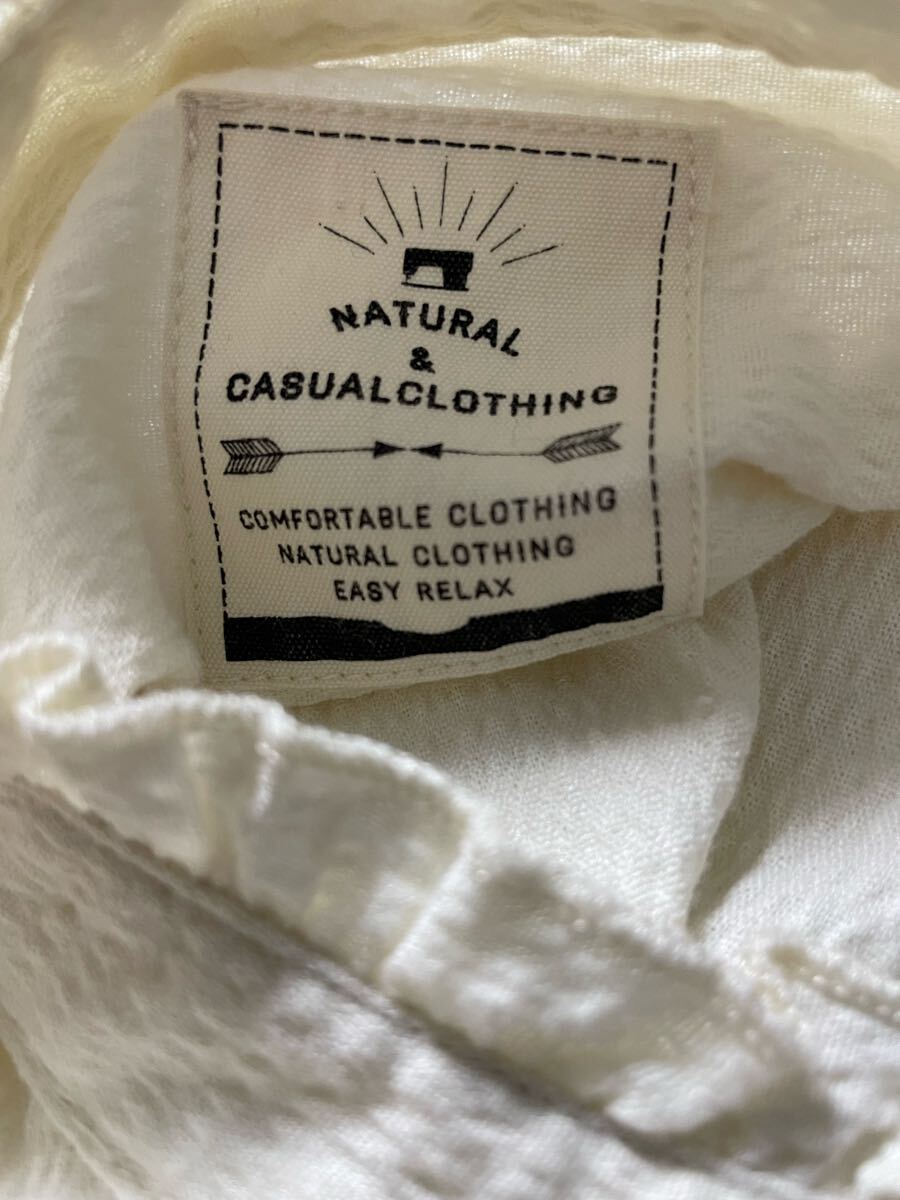 NATURAL
&
CASUALCLOTHING
COMFORTABLE CLOTHING
NATURAL CLOTHING
EASY RELAX